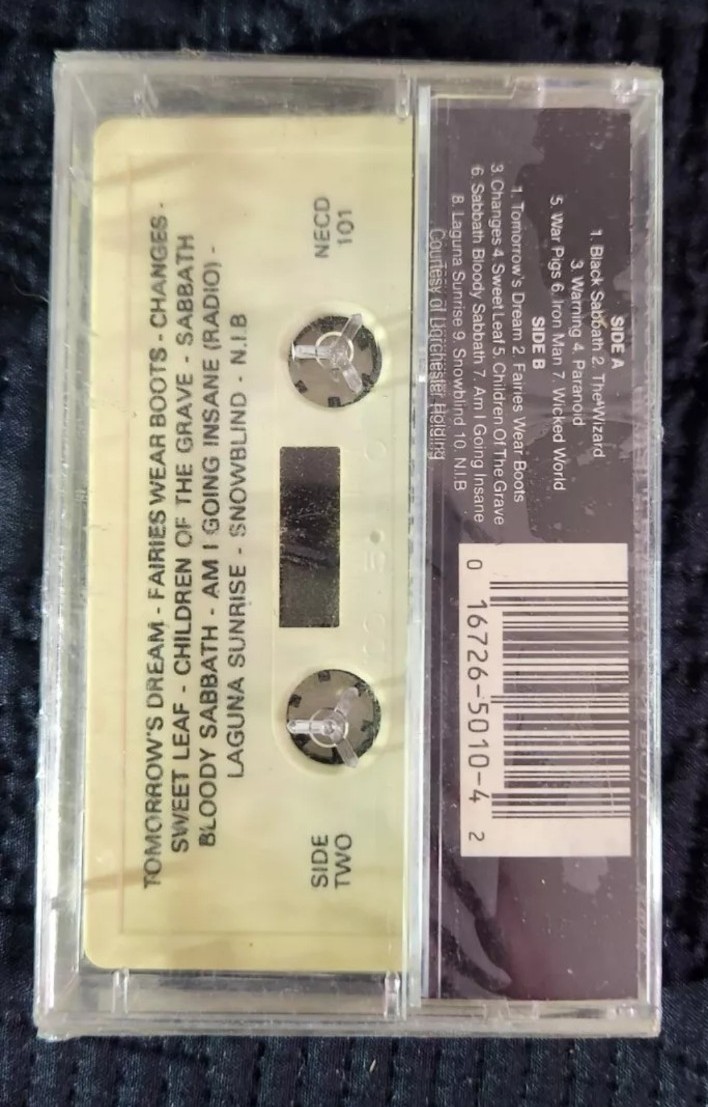 TOMORROW'S DREAM - FAIRIES WEAR BOOTS - CHANGES -
SWEET LEAF - CHILDREN OF THE GRAVE - SABBATH
BLOODY SABBATH - AM I GOING INSANE (RADIO) -
LAGUNA SUNRISE - SNOWBLIND - N.I.B
SIDE
TWO
NECD
101
SIDE A
1. Black Sabbath 2. The Wizard
3. Warning 4. Paranoid
5. War Pigs 6. Iron Man 7. Wicked World
SIDE B
1. Tomorrow's Dream 2. Fairies Wear Boots
3. Changes 4. Sweet Leaf 5. Children Of The Grave
6. Sabbath Bloody Sabbath 7. Am I Going Insane
8. Laguna Sunrise 9. Snowblind 10. N.I.B
Courtesy of Dorchester Holding
0 16726-5010-4 2